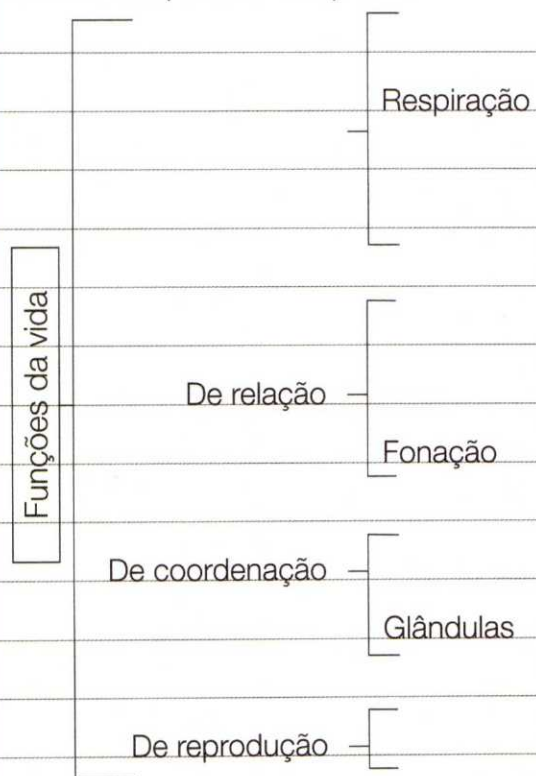 Respiração
Funções da vida
De relação
Fonação
De coordenação
Glândulas
De reprodução